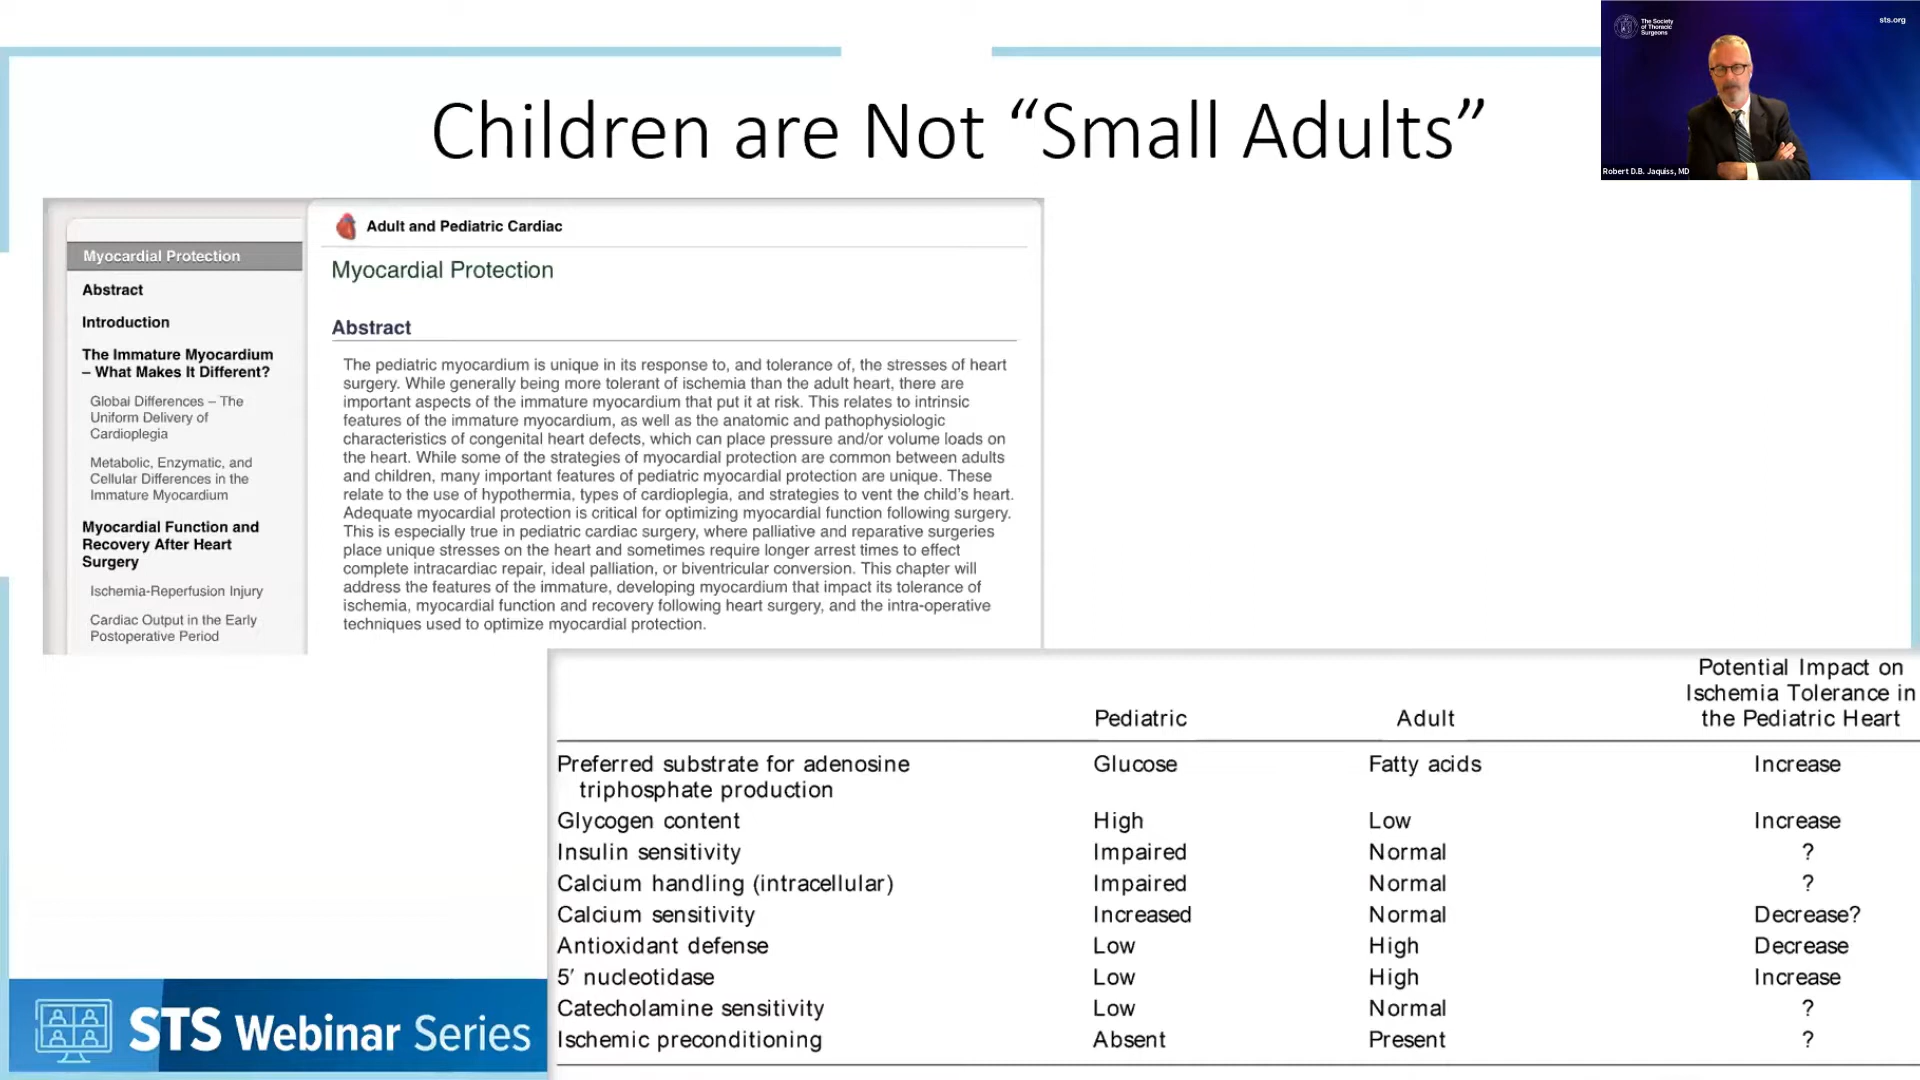 The Society
of Thoracic
Surgeons
sts.org
Robert D.B. Jaquiss, MD
Children are Not “Small Adults”
Myocardial Protection
Abstract
Introduction
The Immature Myocardium
– What Makes It Different?
Global Differences – The
Uniform Delivery of
Cardioplegia
Metabolic, Enzymatic, and
Cellular Differences in the
Immature Myocardium
Myocardial Function and
Recovery After Heart
Surgery
Ischemia-Reperfusion Injury
Cardiac Output in the Early
Postoperative Period
Adult and Pediatric Cardiac
Myocardial Protection
Abstract
The pediatric myocardium is unique in its response to, and tolerance of, the stresses of heart
surgery. While generally being more tolerant of ischemia than the adult heart, there are
important aspects of the immature myocardium that put it at risk. This relates to intrinsic
features of the immature myocardium, as well as the anatomic and pathophysiologic
characteristics of congenital heart defects, which can place pressure and/or volume loads on
the heart. While some of the strategies of myocardial protection are common between adults
and children, many important features of pediatric myocardial protection are unique. These
relate to the use of hypothermia, types of cardioplegia, and strategies to vent the child’s heart.
Adequate myocardial protection is critical for optimizing myocardial function following surgery.
This is especially true in pediatric cardiac surgery, where palliative and reparative surgeries
place unique stresses on the heart and sometimes require longer arrest times to effect
complete intracardiac repair, ideal palliation, or biventricular conversion. This chapter will
address the features of the immature, developing myocardium that impact its tolerance of
ischemia, myocardial function and recovery following heart surgery, and the intra-operative
techniques used to optimize myocardial protection.
Potential Impact on
Ischemia Tolerance in
Pediatric Adult the Pediatric Heart
Preferred substrate for adenosine Glucose Fatty acids Increase
triphosphate production
Glycogen content High Low Increase
Insulin sensitivity Impaired Normal ?
Calcium handling (intracellular) Impaired Normal ?
Calcium sensitivity Increased Normal Decrease?
Antioxidant defense Low High Decrease
5′ nucleotidase Low High Increase
Catecholamine sensitivity Low Normal ?
Ischemic preconditioning Absent Present ?
STS Webinar Series